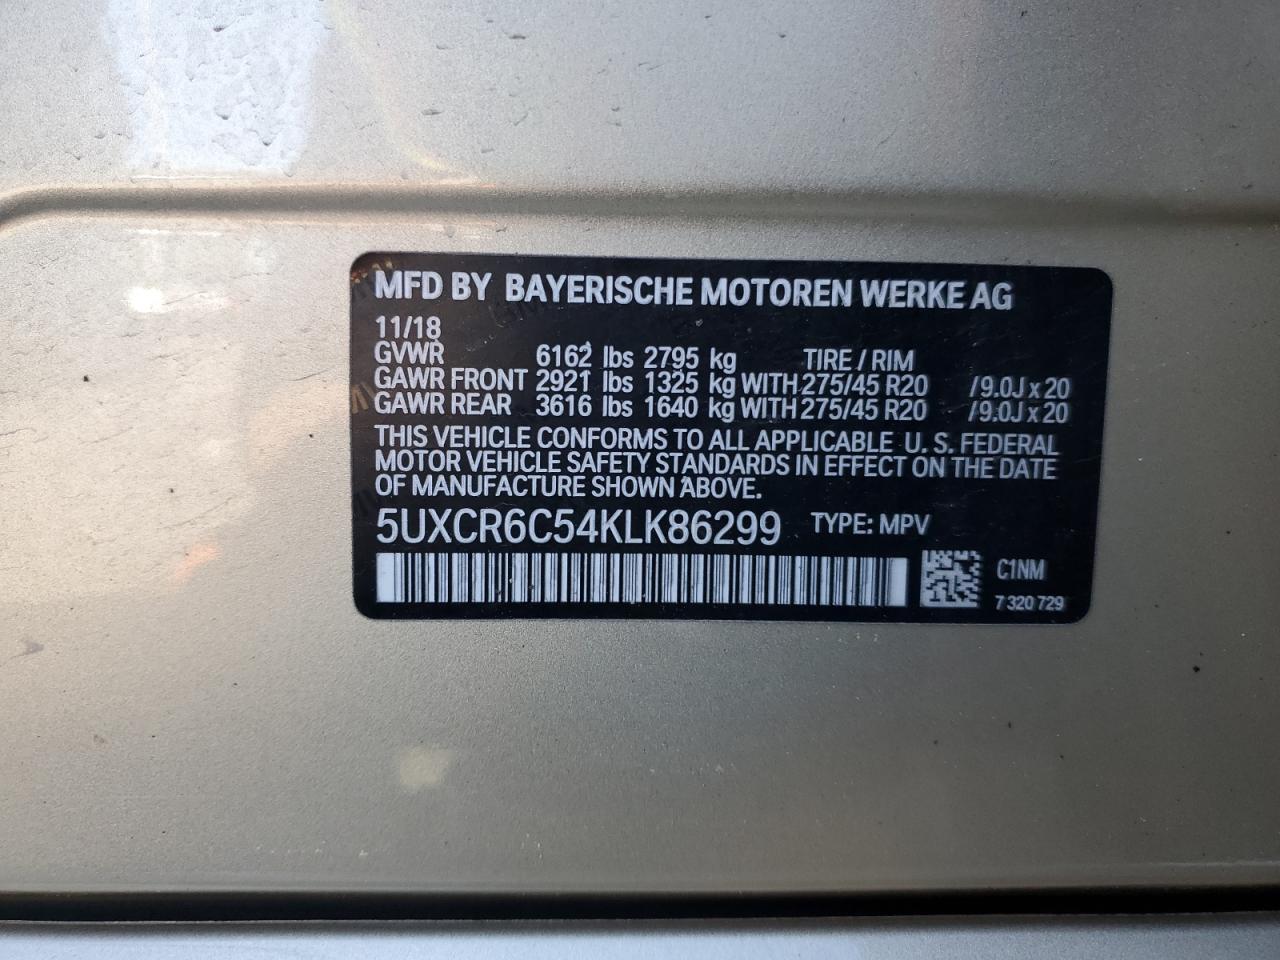 MFD BY BAYERISCHE MOTOREN WERKE AG
11/18
GVWR 6162 lbs 2795 kg TIRE / RIM
GAWR FRONT 2921 lbs 1325 kg WITH 275/45 R20 /9.0J x 20
GAWR REAR 3616 lbs 1640 kg WITH 275/45 R20 /9.0J x 20
THIS VEHICLE CONFORMS TO ALL APPLICABLE U. S. FEDERAL
MOTOR VEHICLE SAFETY STANDARDS IN EFFECT ON THE DATE
OF MANUFACTURE SHOWN ABOVE.
5UXCR6C54KLK86299 TYPE: MPV
C1NM
7 320 729